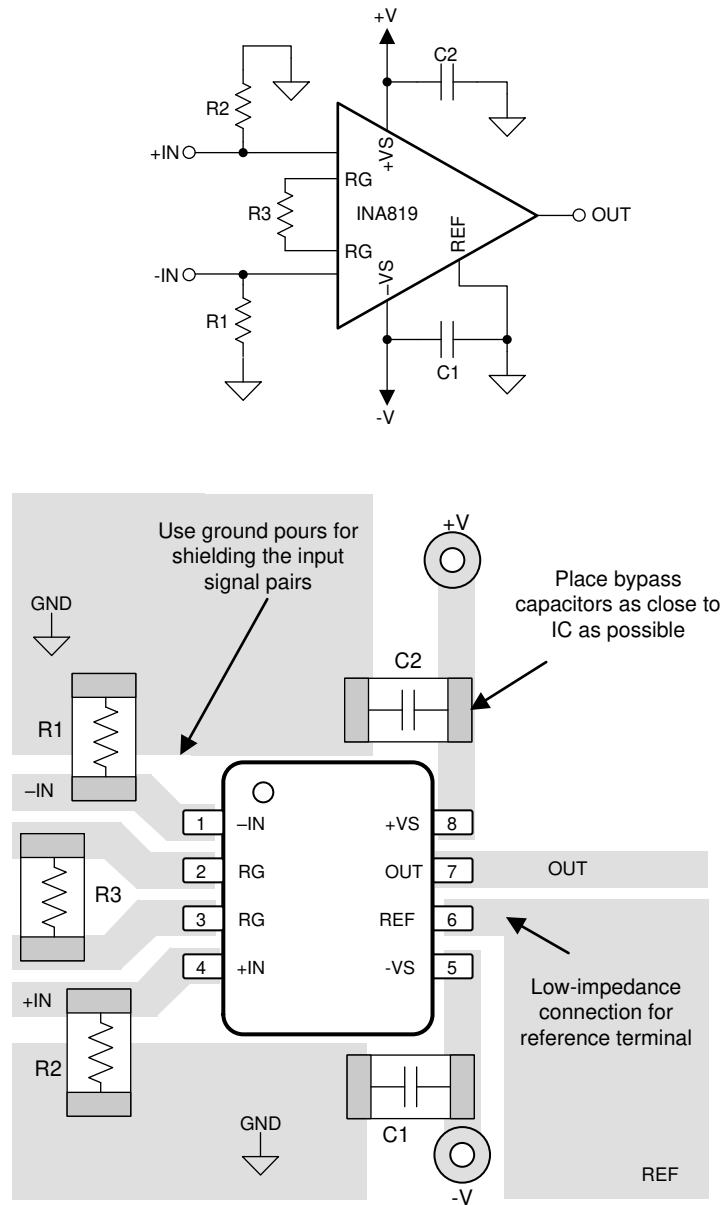 +V
C2
R2
+IN
+VS
RG
R3
INA819
OUT
REF
RG
-IN
–VS
R1
C1
-V
Use ground pours for
shielding the input
signal pairs
+V
Place bypass
capacitors as close to
IC as possible
GND
C2
R1
–IN
1
–IN
+VS
8
2
RG
OUT
7
OUT
R3
3
RG
REF
6
4
+IN
-VS
5
+IN
Low-impedance
connection for
reference terminal
R2
GND
C1
REF
-V